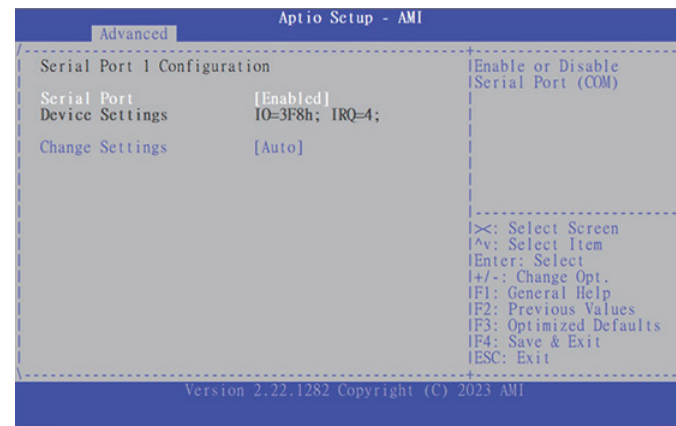 Aptio Setup - AMI
Advanced
Serial Port 1 Configuration
Serial Port [Enabled]
Device Settings IO=3F8h; IRQ=4;
Change Settings [Auto]
Enable or Disable
Serial Port (COM)
><: Select Screen
^v: Select Item
Enter: Select
+/-: Change Opt.
F1: General Help
F2: Previous Values
F3: Optimized Defaults
F4: Save & Exit
ESC: Exit
Version 2.22.1282 Copyright (C) 2023 AMI